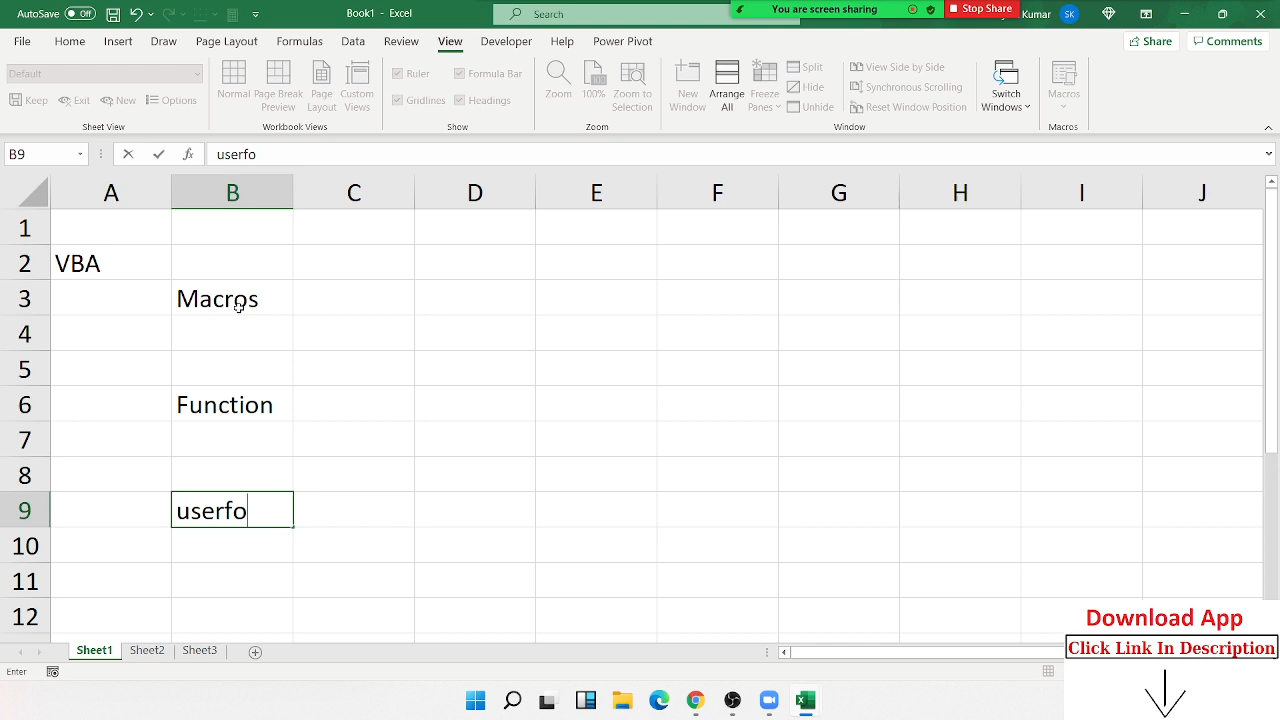 AutoSave Off Book1 - Excel Search You are screen sharing Stop Share Kumar SK
File Home Insert Draw Page Layout Formulas Data Review View Developer Help Power Pivot Share Comments
Default
Keep Exit New Options
Sheet View
Normal Page Break Preview Page Layout Custom Views
Workbook Views
Ruler Formula Bar
Gridlines Headings
Show
Zoom 100% Zoom to Selection
Zoom
New Window Arrange All Freeze Panes
Split
Hide
Unhide
View Side by Side
Synchronous Scrolling
Reset Window Position
Switch Windows
Window
Macros
Macros
B9 fx userfo
A B C D E F G H I J
1
2 VBA
3 Macros
4
5
6 Function
7
8
9 userfo
10
11
12
Download App
Click Link In Description
Sheet1 Sheet2 Sheet3
Enter